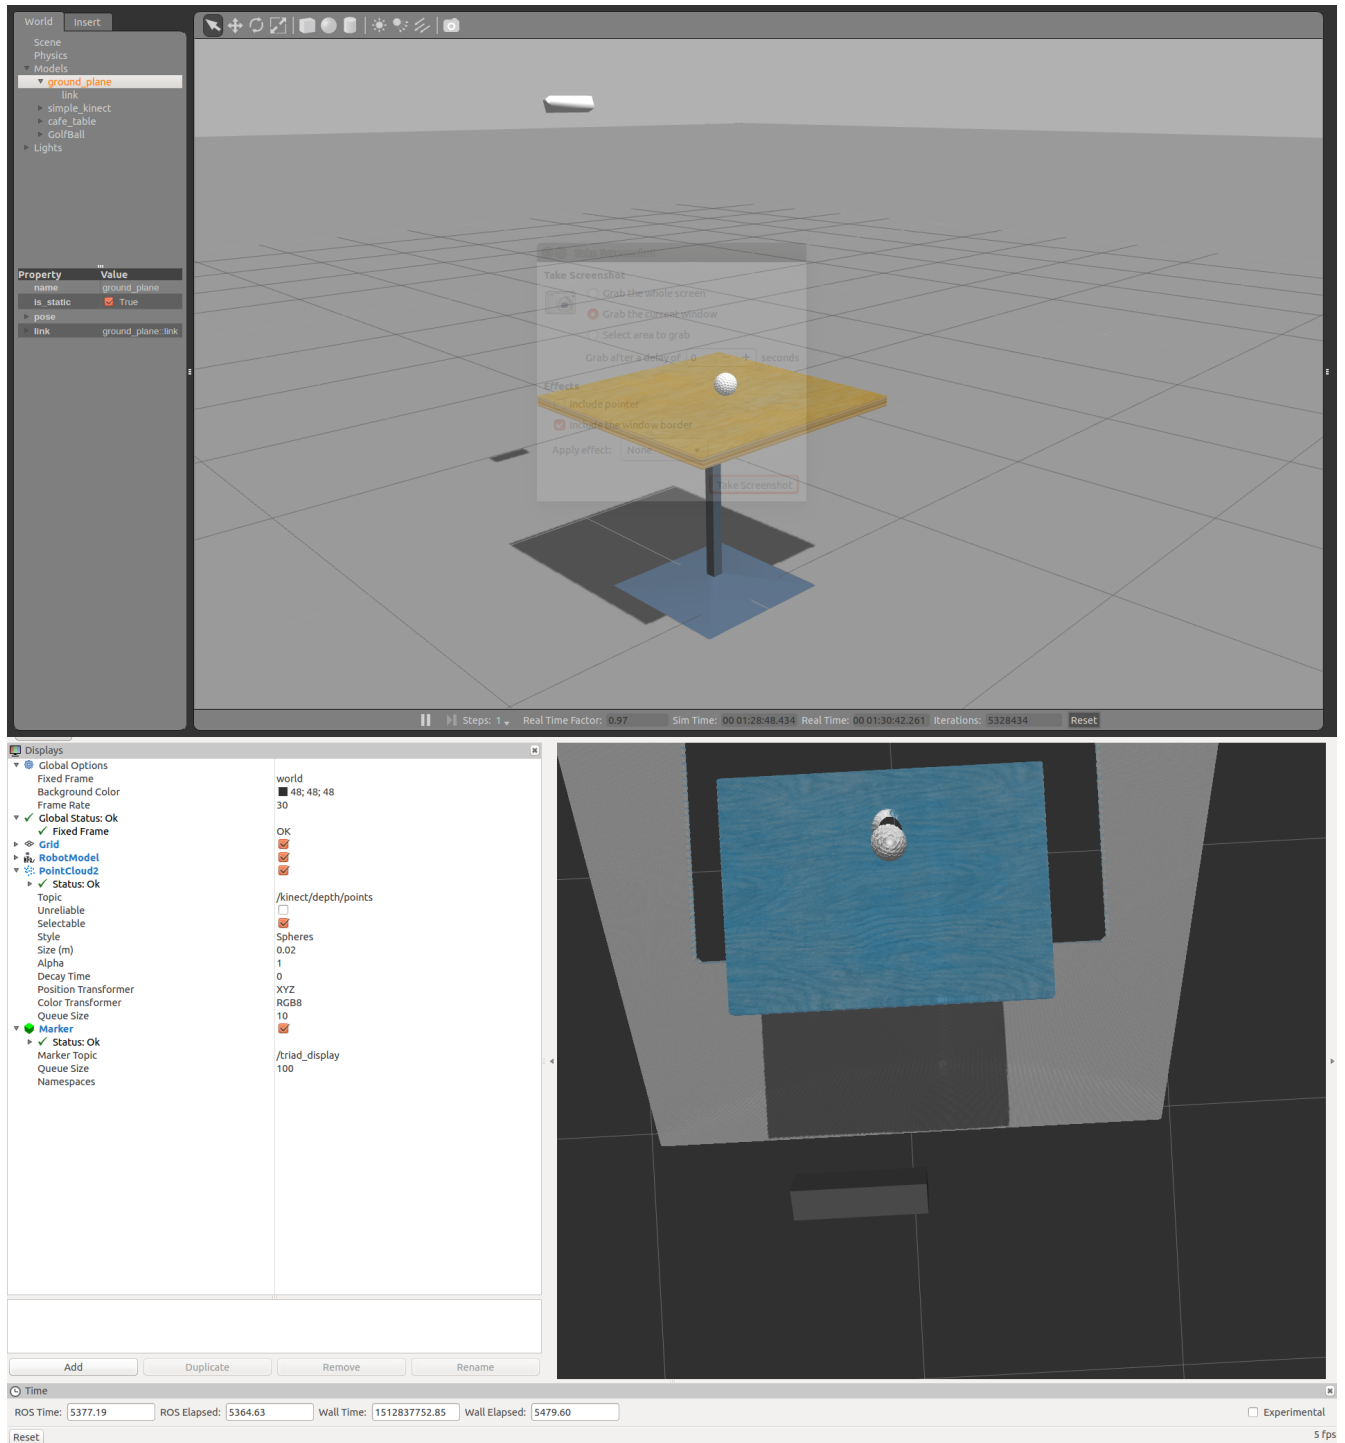 World Insert
Scene
Physics
Models
ground_plane
link
simple_kinect
cafe_table
GolfBall
Lights
Property Value
name ground_plane
is_static True
pose
link ground_plane::link
Take Screenshot
Grab the whole screen
Grab the current window
Select area to grab
Grab after a delay of 0 - + seconds
Effects
Include pointer
Include the window border
Apply effect: None
Take Screenshot
Steps: 1 Real Time Factor: 0.97 Sim Time: 00 01:28:48.434 Real Time: 00 01:30:42.261 Iterations: 5328434 Reset
Displays
Global Options
Fixed Frame world
Background Color 48; 48; 48
Frame Rate 30
Global Status: Ok
Fixed Frame OK
Grid
RobotModel
PointCloud2
Status: Ok
Topic /kinect/depth/points
Unreliable
Selectable
Style Spheres
Size (m) 0.02
Alpha 1
Decay Time 0
Position Transformer XYZ
Color Transformer RGB8
Queue Size 10
Marker
Status: Ok
Marker Topic /triad_display
Queue Size 100
Namespaces
Add Duplicate Remove Rename
Time
ROS Time: 5377.19 ROS Elapsed: 5364.63 Wall Time: 1512837752.85 Wall Elapsed: 5479.60 Experimental
Reset 5 fps